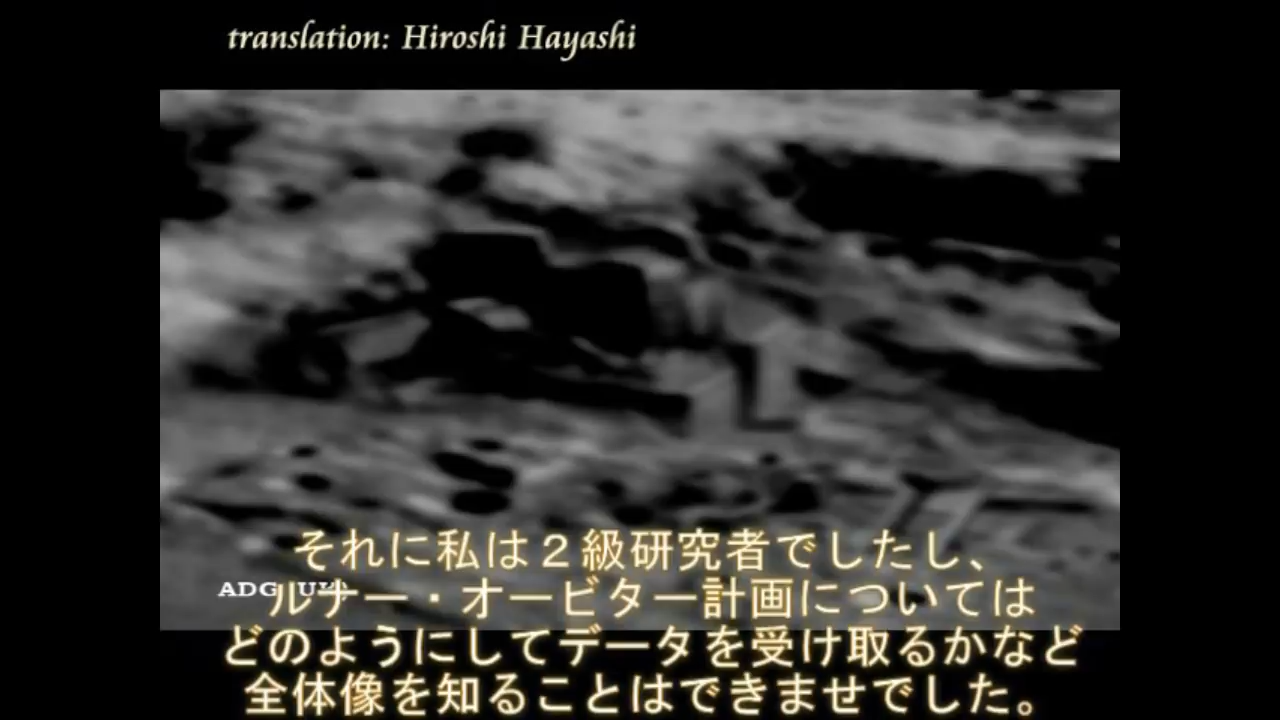 translation: Hiroshi Hayashi
それに私は２級研究者でしたし、
ADG (UK)
ルナー・オービター計画については
どのようにしてデータを受け取るかなど
全体像を知ることはできませでした。